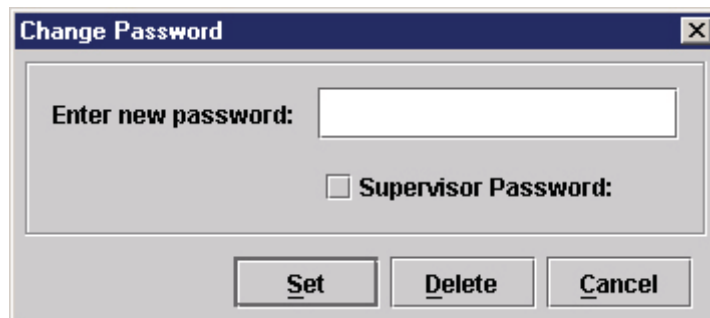 Change Password
Enter new password:
Supervisor Password:
Set Delete Cancel